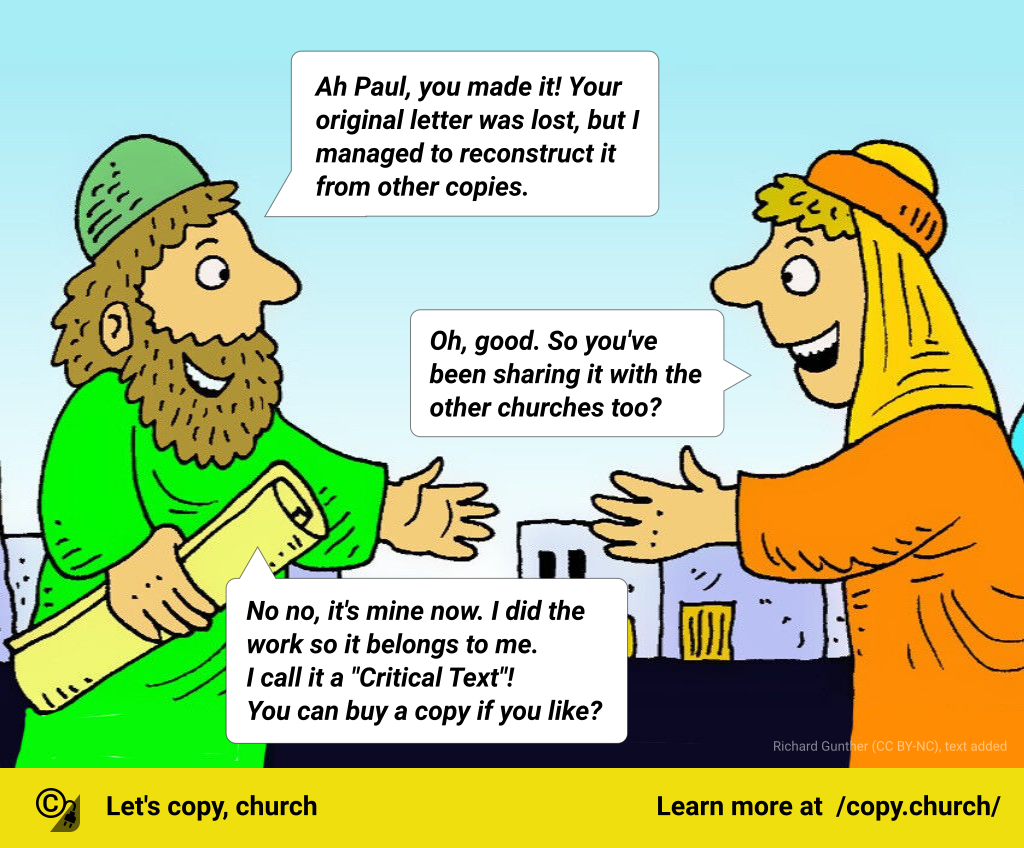 Ah Paul, you made it! Your
original letter was lost, but I
managed to reconstruct it
from other copies.
Oh, good. So you've
been sharing it with the
other churches too?
No no, it's mine now. I did the
work so it belongs to me.
I call it a "Critical Text"!
You can buy a copy if you like?
Richard Gunther (CC BY-NC), text added
© Let's copy, church
Learn more at /copy.church/